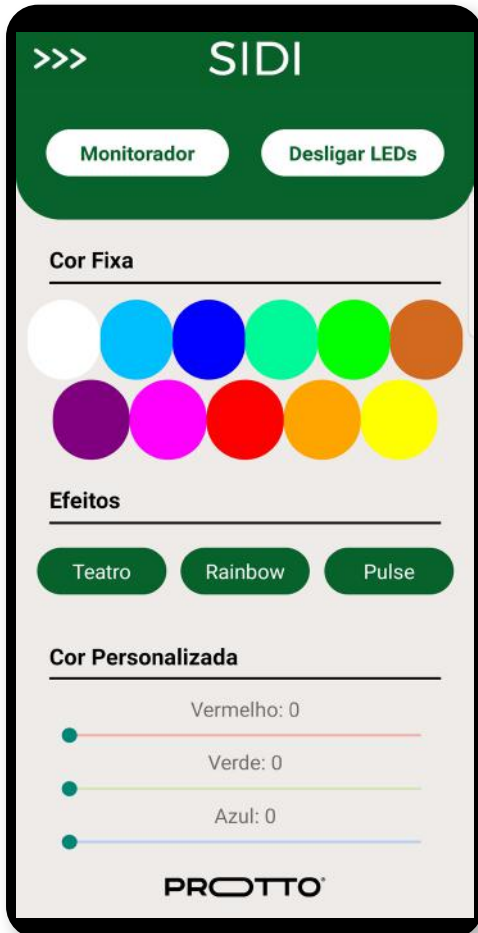 >>> SIDI
Monitorador Desligar LEDs
Cor Fixa
Efeitos
Teatro Rainbow Pulse
Cor Personalizada
Vermelho: 0
Verde: 0
Azul: 0
PROTTO